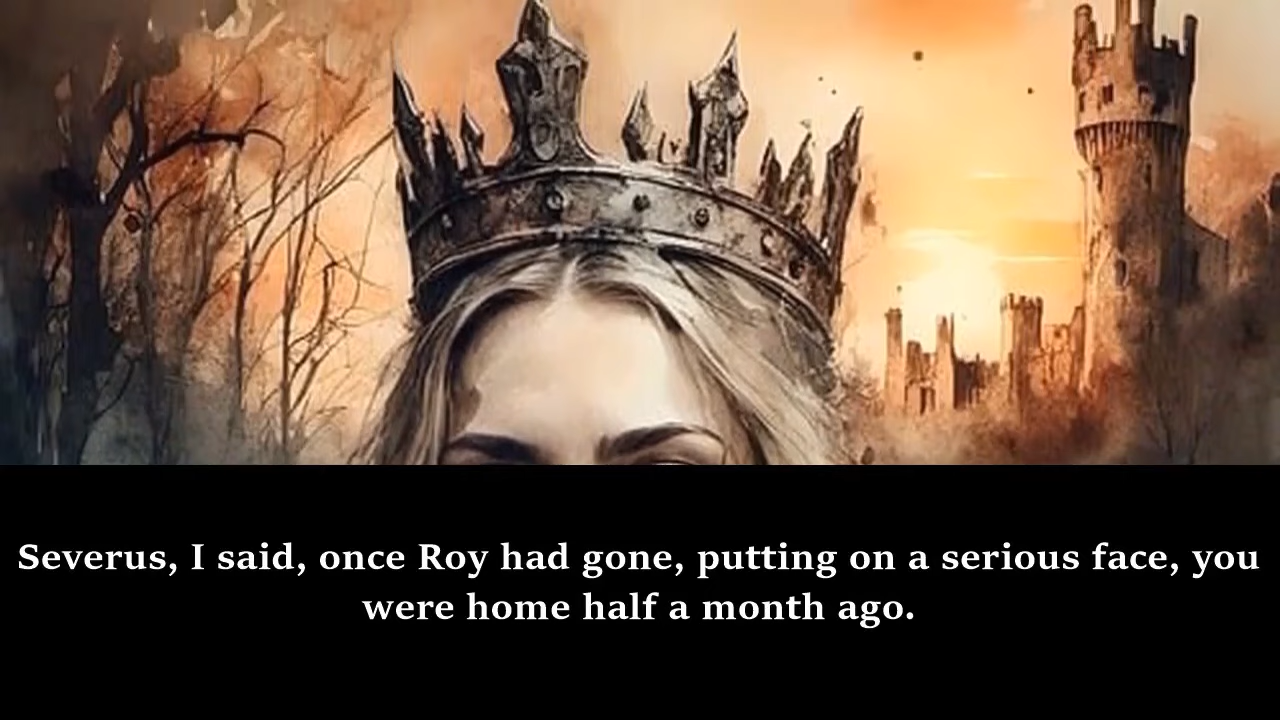 Severus, I said, once Roy had gone, putting on a serious face, you
were home half a month ago.